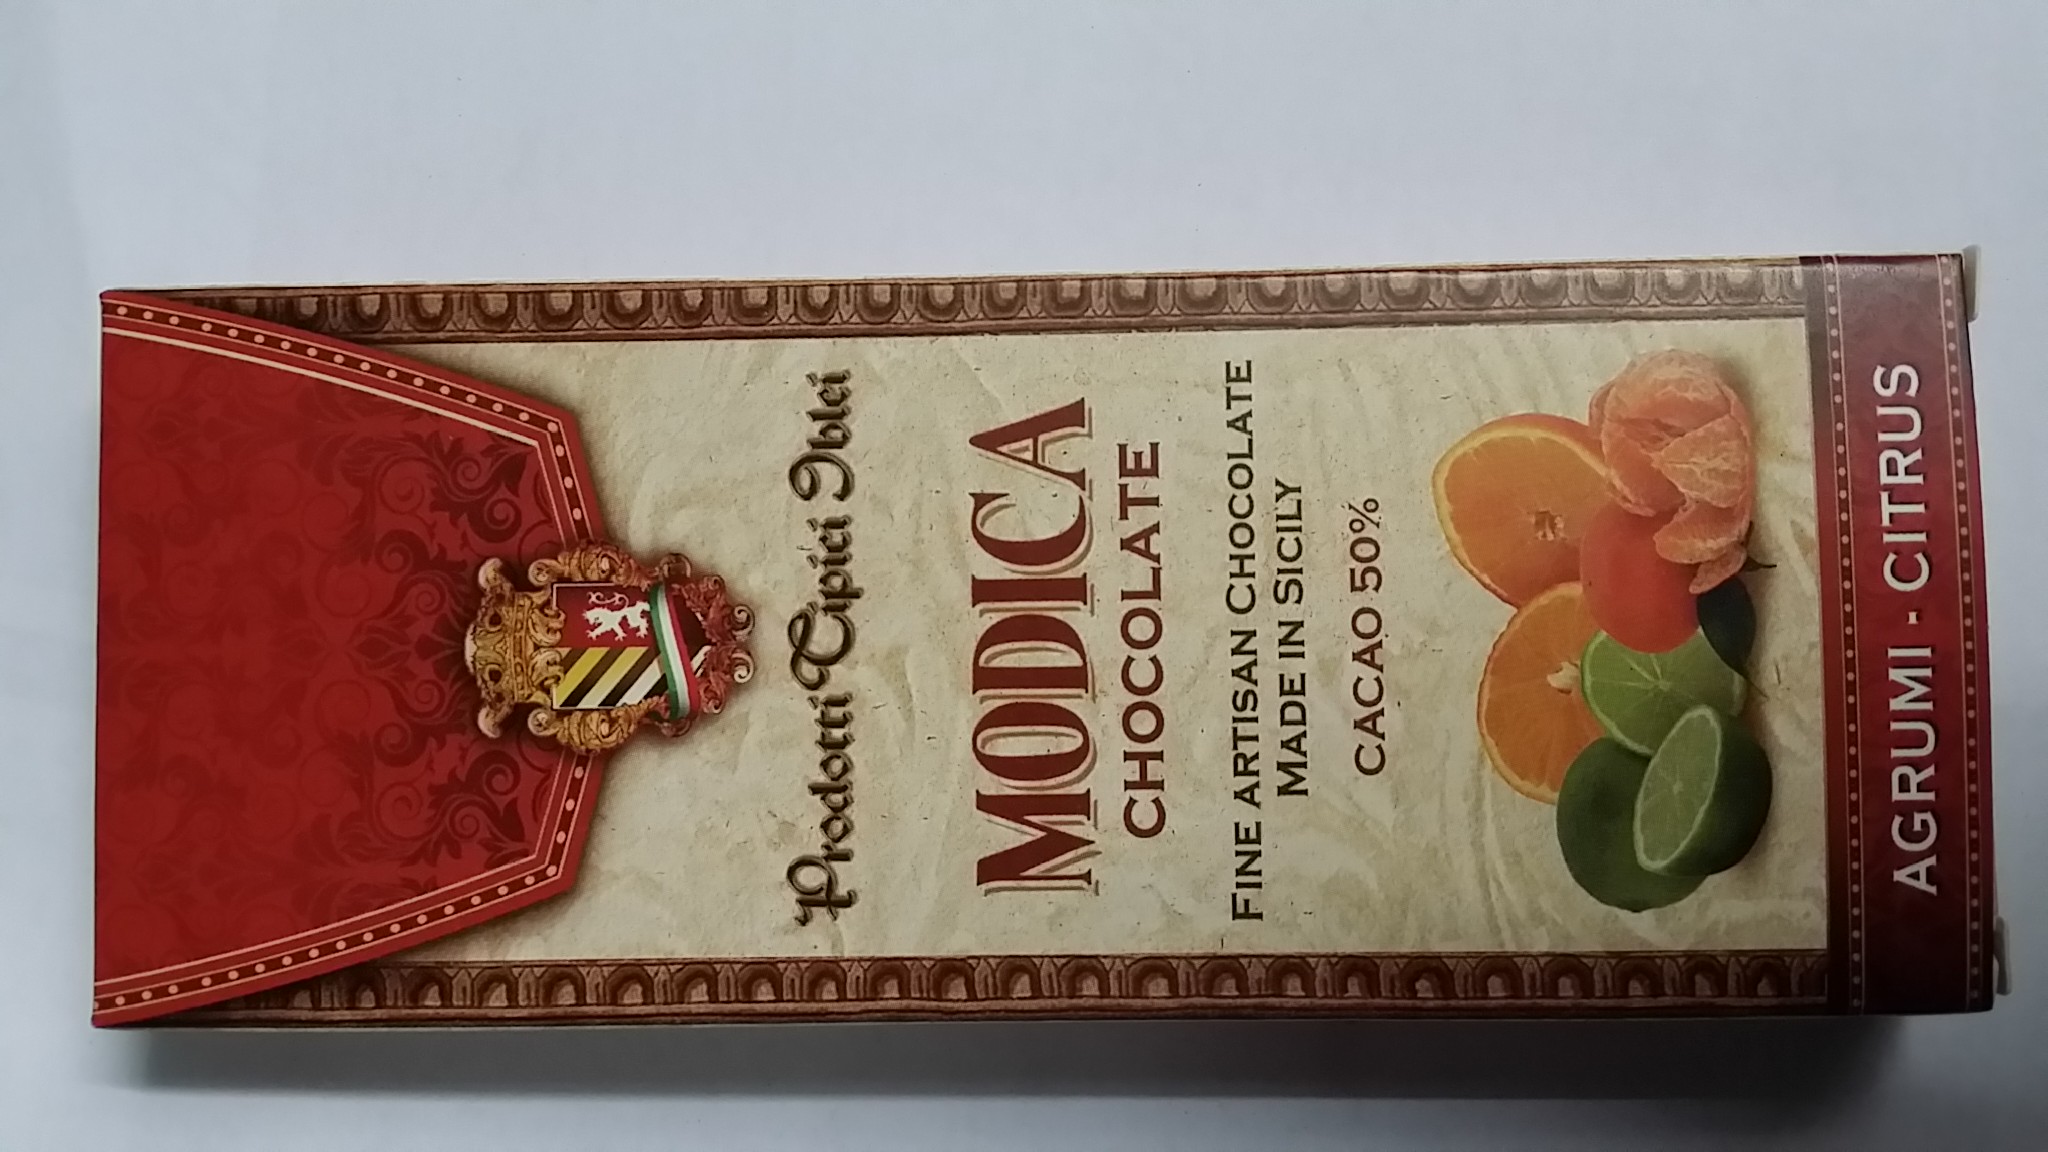 Prodotti Tipici Iblei
MODICA
CHOCOLATE
FINE ARTISAN CHOCOLATE
MADE IN SICILY
CACAO 50%
AGRUMI - CITRUS